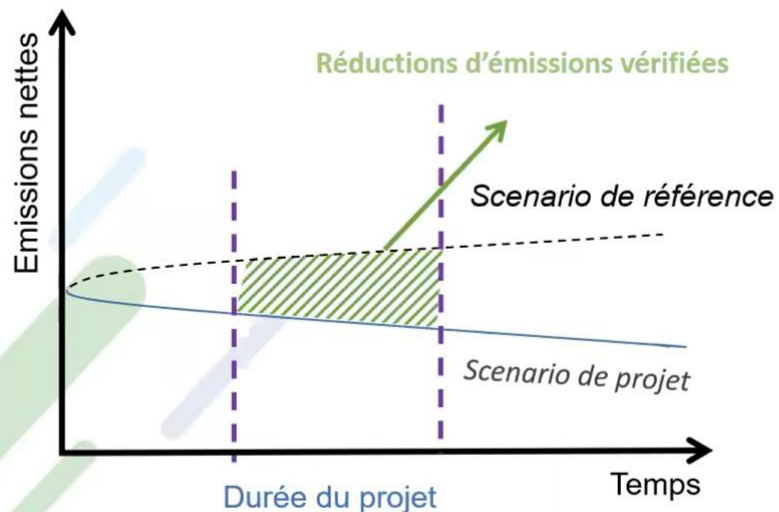 Emissions nettes
Réductions d'émissions vérifiées
Scenario de référence
Scenario de projet
Temps
Durée du projet